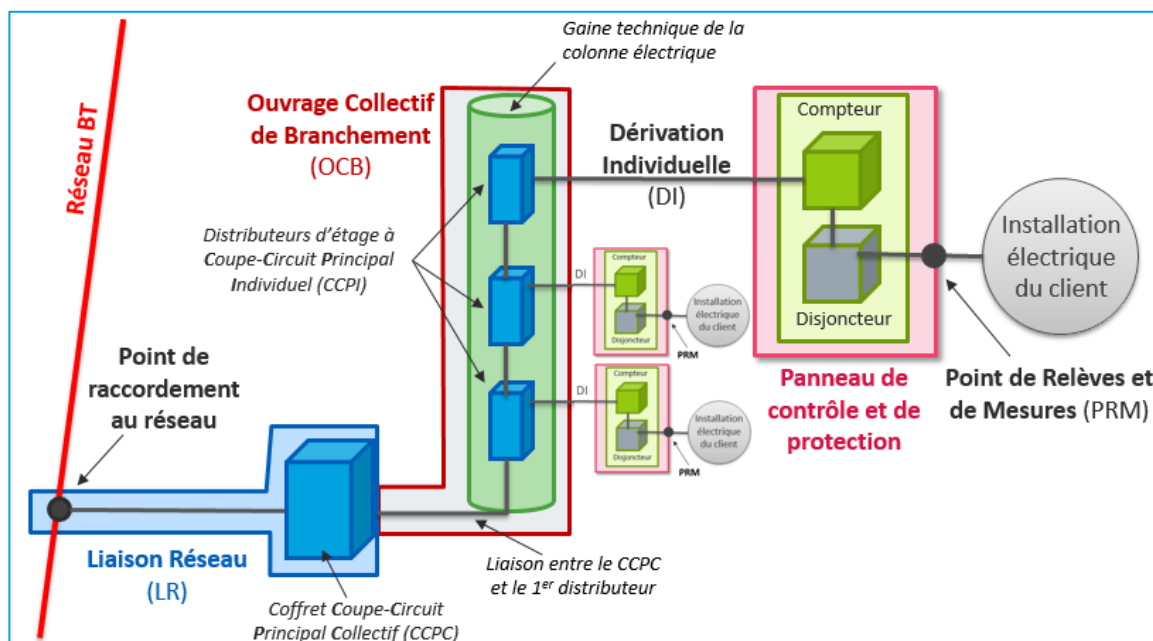 Gaine technique de la
colonne électrique
Réseau BT
Ouvrage Collectif
de Branchement
(OCB)
Dérivation
Individuelle
(DI)
Compteur
Disjoncteur
Installation
électrique
du client
Distributeurs d'étage à
Coupe-Circuit Principal
Individuel (CCPI)
DI
Compteur
Disjoncteur
PRM
Installation
électrique
du client
DI
Compteur
Disjoncteur
PRM
Installation
électrique
du client
Point de
raccordement
au réseau
Panneau de
contrôle et de
protection
Point de Relèves et
de Mesures (PRM)
Liaison Réseau
(LR)
Liaison entre le CCPC
et le 1er distributeur
Coffret Coupe-Circuit
Principal Collectif (CCPC)